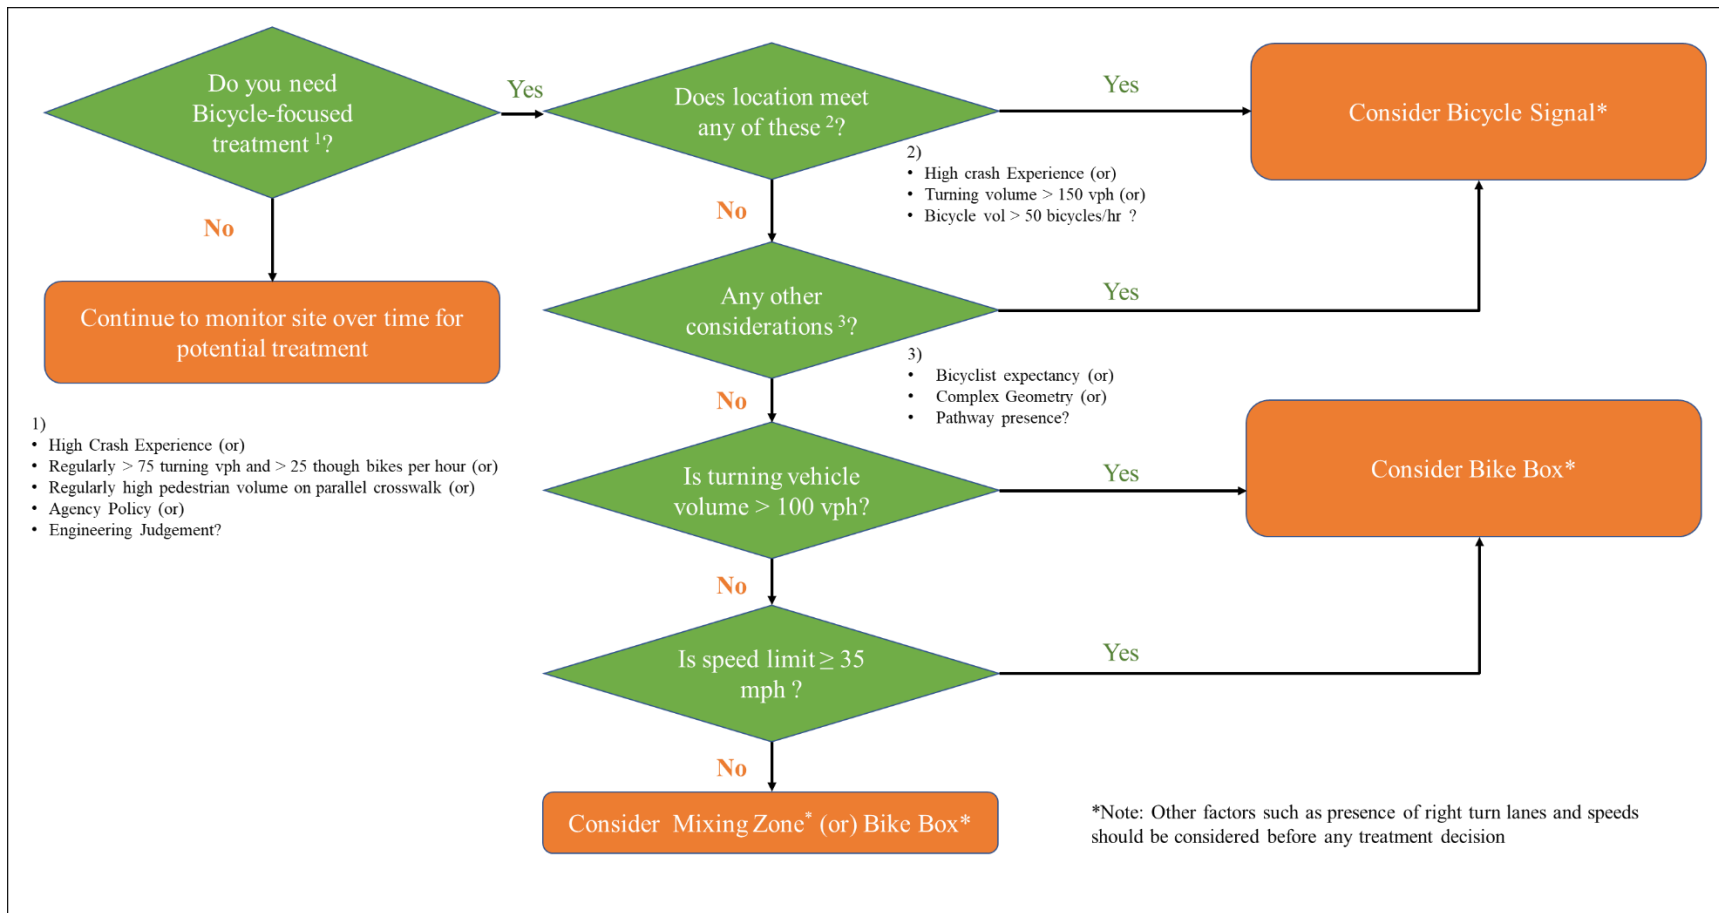 Do you need
Bicycle-focused
treatment ¹?
Yes
Does location meet
any of these ²?
Yes
Consider Bicycle Signal*
2)
• High crash Experience (or)
• Turning volume > 150 vph (or)
• Bicycle vol > 50 bicycles/hr ?
No
No
Continue to monitor site over time for
potential treatment
Any other
considerations ³?
Yes
3)
• Bicyclist expectancy (or)
• Complex Geometry (or)
• Pathway presence?
No
1)
• High Crash Experience (or)
• Regularly > 75 turning vph and > 25 though bikes per hour (or)
• Regularly high pedestrian volume on parallel crosswalk (or)
• Agency Policy (or)
• Engineering Judgement?
Is turning vehicle
volume > 100 vph?
Yes
Consider Bike Box*
No
Is speed limit ≥ 35
mph ?
Yes
No
Consider Mixing Zone* (or) Bike Box*
*Note: Other factors such as presence of right turn lanes and speeds
should be considered before any treatment decision